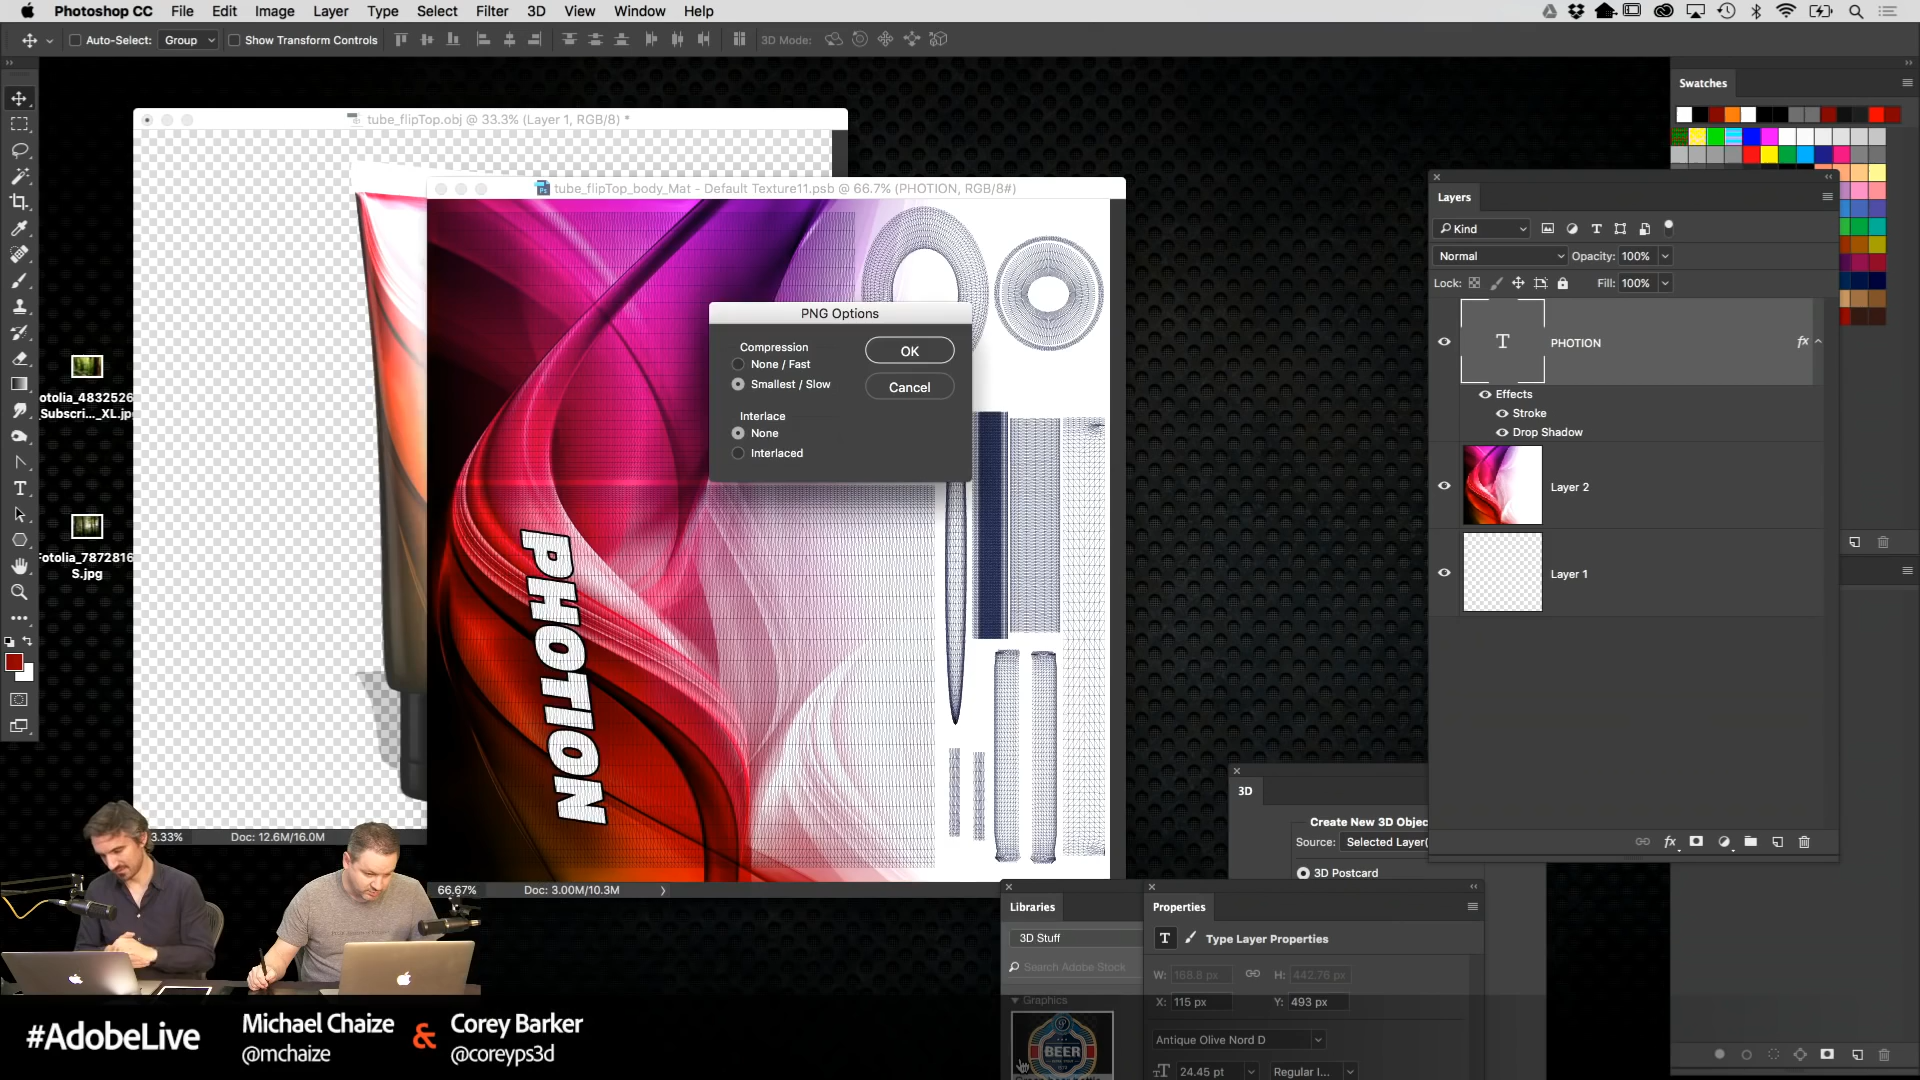 Photoshop CC File Edit Image Layer Type Select Filter 3D View Window Help
Auto-Select: Group Show Transform Controls 3D Mode:
tube_flipTop.obj @ 33.3% (Layer 1, RGB/8) *
tube_flipTop_body_Mat - Default Texture11.psb @ 66.7% (PHOTION, RGB/8#)
PNG Options
Compression
None / Fast
Smallest / Slow
OK
Cancel
Interlace
None
Interlaced
PHOTION
otolia_4832526
_Subscri..._XL.jpg
Fotolia_7872816
S.jpg
3.33% Doc: 12.6M/16.0M
66.67% Doc: 3.00M/10.3M
Swatches
Layers
Kind
Normal Opacity: 100%
Lock: Fill: 100%
T PHOTION fx
Effects
Stroke
Drop Shadow
Layer 2
Layer 1
3D
Create New 3D Objec
Source: Selected Layer(
3D Postcard
Libraries
3D Stuff
Search Adobe Stock
Graphics
BEER
Properties
Type Layer Properties
W: 168.8 px H: 442.76 px
X: 115 px Y: 493 px
Antique Olive Nord D
24.45 pt Regular I...
#AdobeLive
Michael Chaize & Corey Barker
@mchaize @coreyps3d